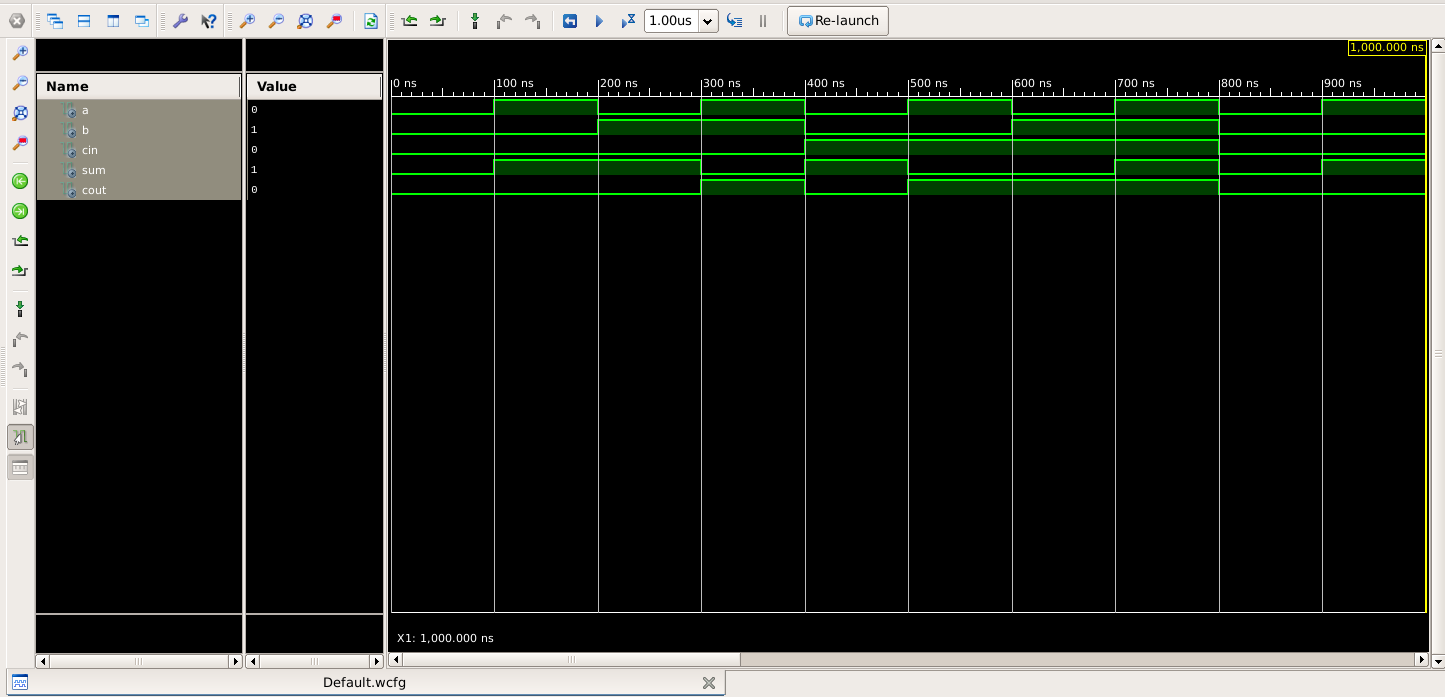 1.00us Re-launch
1,000.000 ns
Name Value
0 ns 100 ns 200 ns 300 ns 400 ns 500 ns 600 ns 700 ns 800 ns 900 ns
a 0
b 1
cin 0
sum 1
cout 0
X1: 1,000.000 ns
Default.wcfg